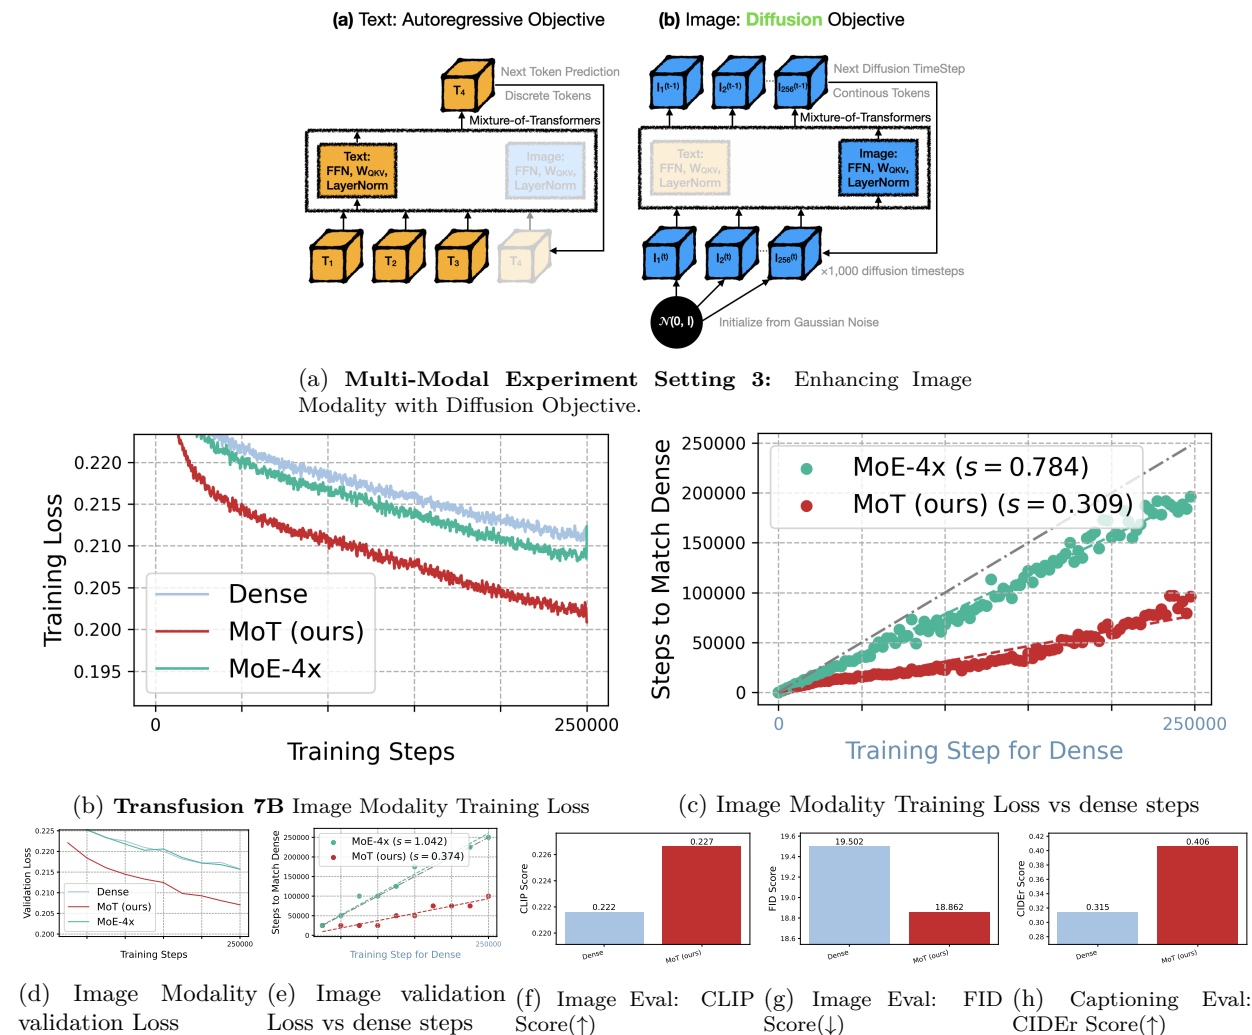 (a) Text: Autoregressive Objective
(b) Image: Diffusion Objective
T4
Next Token Prediction
Discrete Tokens
Mixture-of-Transformers
Text:
FFN, WQKV,
LayerNorm
Image:
FFN, WQKV,
LayerNorm
T1
T2
T3
T4
I1(t-1)
I2(t-1)
I256(t-1)
Next Diffusion TimeStep
Continous Tokens
Mixture-of-Transformers
Text:
FFN, WQKV,
LayerNorm
Image:
FFN, WQKV,
LayerNorm
I1(t)
I2(t)
I256(t)
×1,000 diffusion timesteps
N(0, I)
Initialize from Gaussian Noise
(a) Multi-Modal Experiment Setting 3: Enhancing Image
Modality with Diffusion Objective.
Training Loss
0.220
0.215
0.210
0.205
0.200
0.195
Dense
MoT (ours)
MoE-4x
0
250000
Training Steps
Steps to Match Dense
250000
200000
150000
100000
50000
0
MoE-4x (s = 0.784)
MoT (ours) (s = 0.309)
0
250000
Training Step for Dense
(b) Transfusion 7B Image Modality Training Loss
(c) Image Modality Training Loss vs dense steps
Validation Loss
0.225
0.220
0.215
0.210
0.205
0.200
Dense
MoT (ours)
MoE-4x
250000
Training Steps
Steps to Match Dense
250000
200000
150000
100000
50000
0
MoE-4x (s = 1.042)
MoT (ours) (s = 0.374)
250000
Training Step for Dense
CLIP Score
0.226
0.224
0.222
0.220
0.222
0.227
Dense
MoT (ours)
FID Score
19.6
19.4
19.2
19.0
18.8
18.6
19.502
18.862
Dense
MoT (ours)
CIDEr Score
0.42
0.40
0.38
0.36
0.34
0.32
0.30
0.28
0.315
0.406
Dense
MoT (ours)
(d) Image Modality
validation Loss
(e) Image validation
Loss vs dense steps
(f) Image Eval: CLIP
Score(↑)
(g) Image Eval: FID
Score(↓)
(h) Captioning Eval:
CIDEr Score(↑)